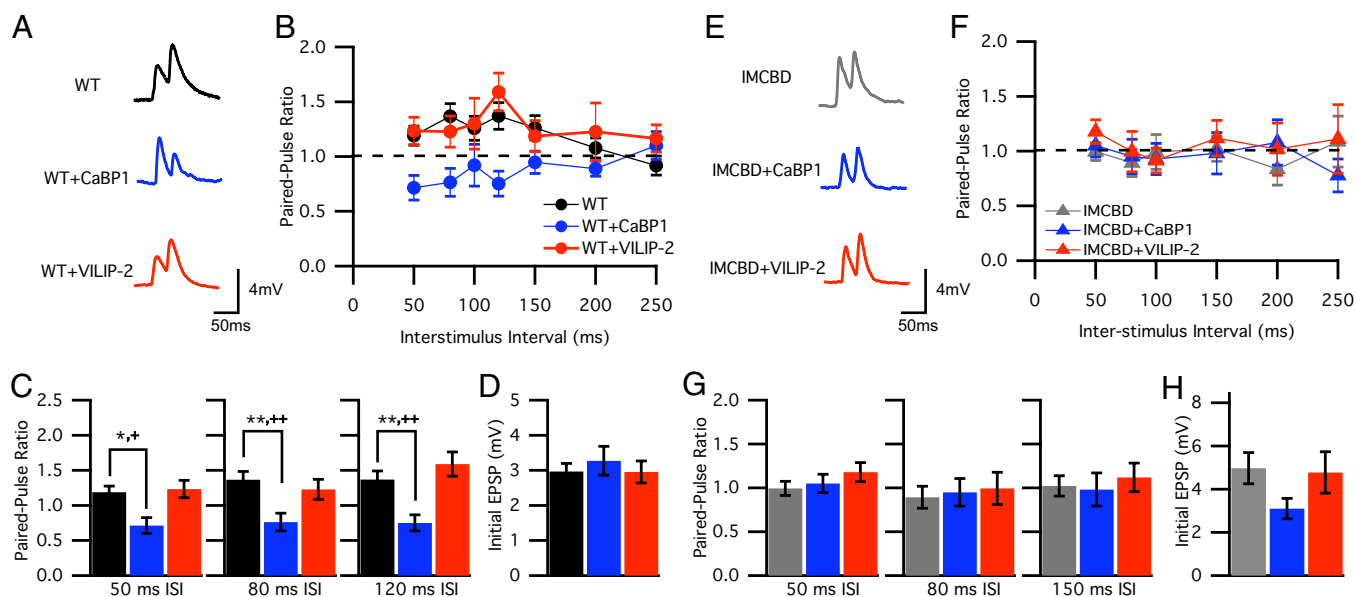 A
WT
WT+CaBP1
WT+VILIP-2
4mV
50ms
B
Paired-Pulse Ratio
2.0
1.5
1.0
0.5
0.0
WT
WT+CaBP1
WT+VILIP-2
0 50 100 150 200 250
Interstimulus Interval (ms)
E
IMCBD
IMCBD+CaBP1
IMCBD+VILIP-2
4mV
50ms
F
Paired-Pulse Ratio
2.0
1.5
1.0
0.5
0.0
IMCBD
IMCBD+CaBP1
IMCBD+VILIP-2
0 50 100 150 200 250
Inter-stimulus Interval (ms)
C
Paired-Pulse Ratio
2.5
2.0
1.5
1.0
0.5
0.0
*,+
**,++
**,++
50 ms ISI
80 ms ISI
120 ms ISI
D
Initial EPSP (mV)
5
4
3
2
1
0
G
Paired-Pulse Ratio
2.0
1.5
1.0
0.5
0.0
50 ms ISI
80 ms ISI
150 ms ISI
H
Initial EPSP (mV)
8
6
4
2
0